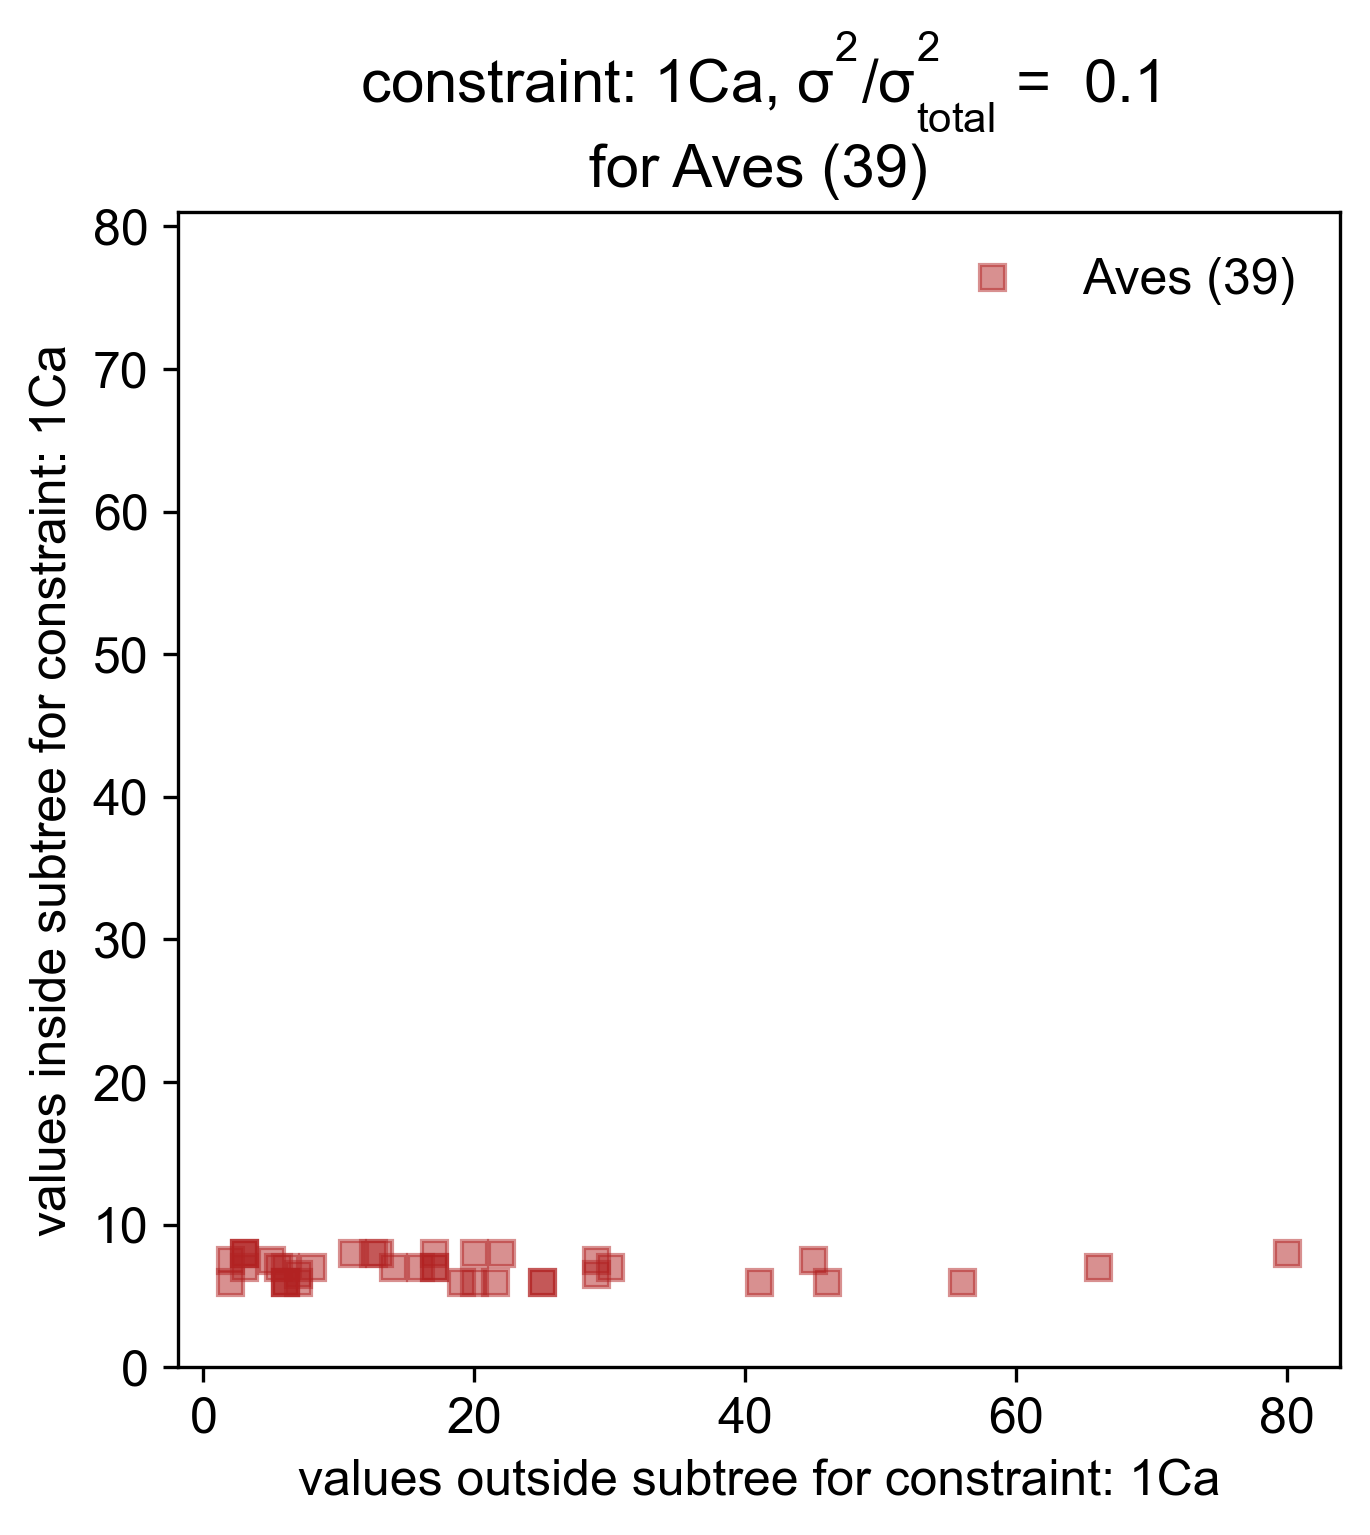 constraint: 1Ca, σ²/σ²total = 0.1
for Aves (39)
Aves (39)
values inside subtree for constraint: 1Ca
80
70
60
50
40
30
20
10
0
0 20 40 60 80
values outside subtree for constraint: 1Ca